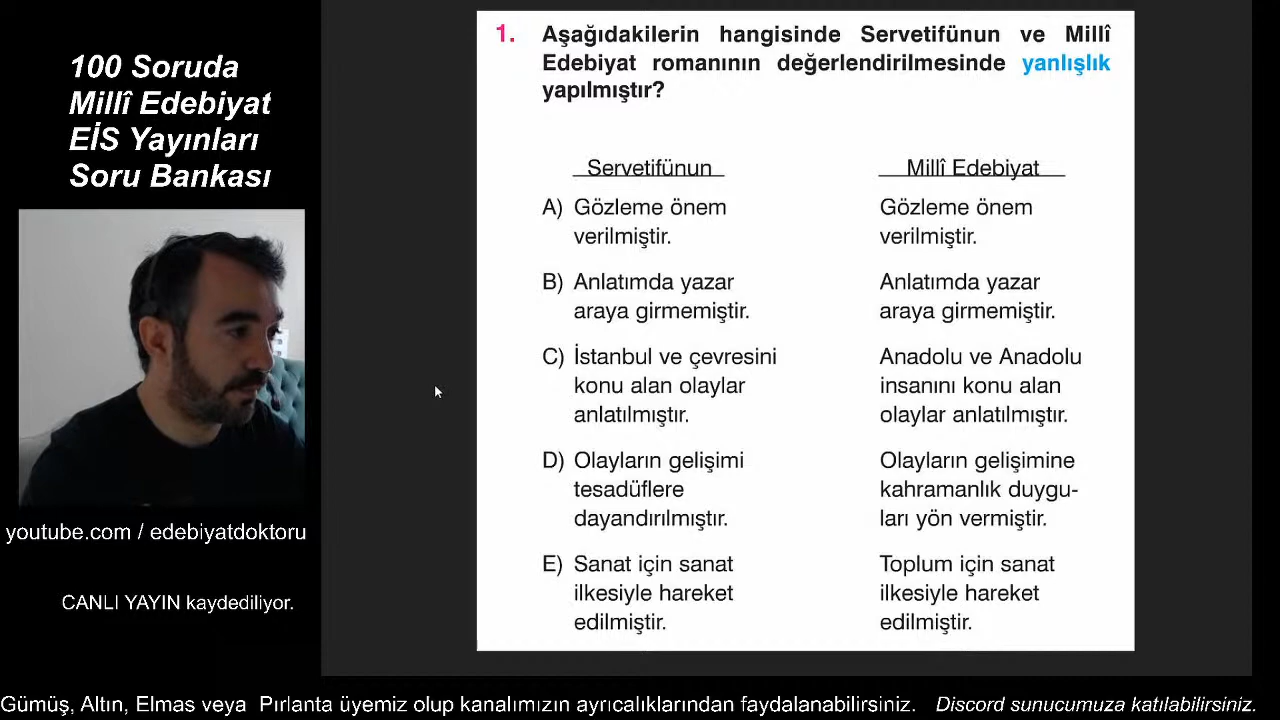 100 Soruda
Millî Edebiyat
EİS Yayınları
Soru Bankası
youtube.com / edebiyatdoktoru
CANLI YAYIN kaydediliyor.
1. Aşağıdakilerin hangisinde Servetifünun ve Millî
Edebiyat romanının değerlendirilmesinde yanlışlık
yapılmıştır?
Servetifünun Millî Edebiyat
A) Gözleme önem Gözleme önem
verilmiştir. verilmiştir.
B) Anlatımda yazar Anlatımda yazar
araya girmemiştir. araya girmemiştir.
C) İstanbul ve çevresini Anadolu ve Anadolu
konu alan olaylar insanını konu alan
anlatılmıştır. olaylar anlatılmıştır.
D) Olayların gelişimi Olayların gelişimine
tesadüflere kahramanlık duygu-
dayandırılmıştır. ları yön vermiştir.
E) Sanat için sanat Toplum için sanat
ilkesiyle hareket ilkesiyle hareket
edilmiştir. edilmiştir.
Gümüş, Altın, Elmas veya Pırlanta üyemiz olup kanalımızın ayrıcalıklarından faydalanabilirsiniz. Discord sunucumuza katılabilirsiniz.